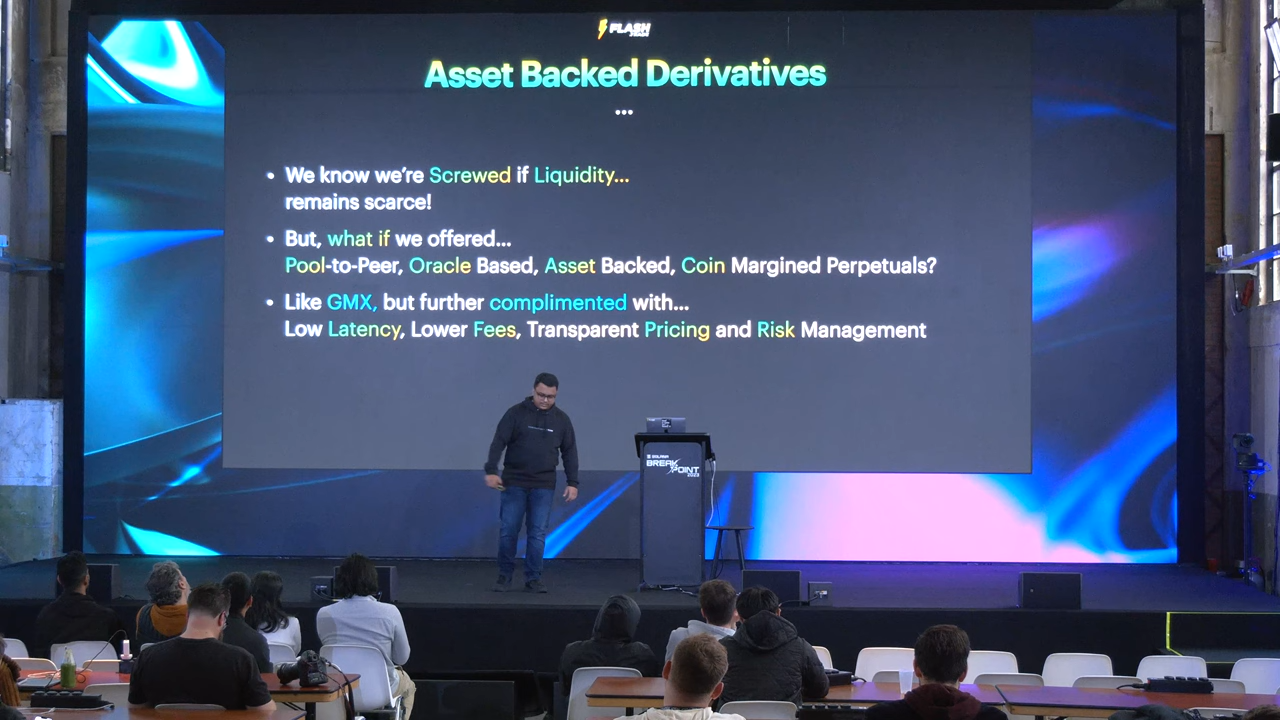 FLASH
Asset Backed Derivatives
...
• We know we're Screwed if Liquidity...
remains scarce!
• But, what if we offered...
Pool-to-Peer, Oracle Based, Asset Backed, Coin Margined Perpetuals?
• Like GMX, but further complimented with...
Low Latency, Lower Fees, Transparent Pricing and Risk Management
SOLANA
BREAKPOINT
2023